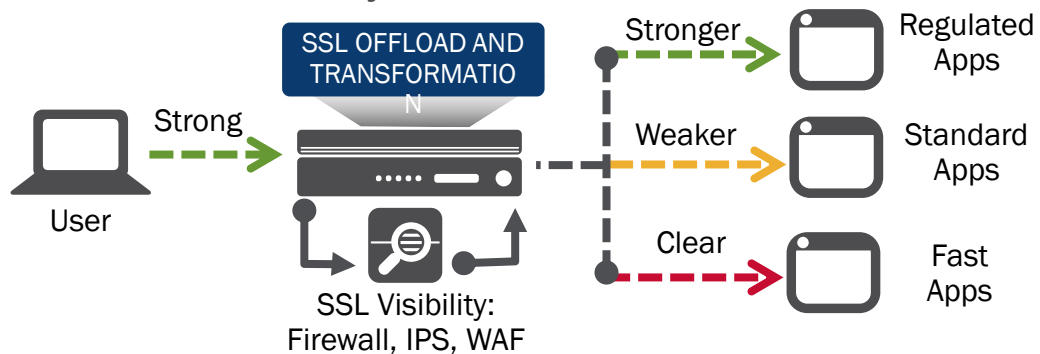 SSL OFFLOAD AND
TRANSFORMATIO
N
Strong
User
SSL Visibility:
Firewall, IPS, WAF
Stronger
Regulated
Apps
Weaker
Standard
Apps
Clear
Fast
Apps